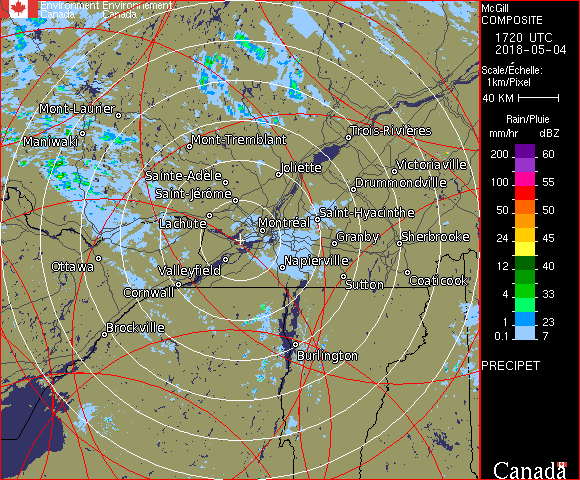 Environment Environnement
Canada Canada
McGill
COMPOSITE
1720 UTC
2018-05-04
Scale/Échelle:
1km/Pixel
40 KM
Rain/Pluie
mm/hr dBZ
200 60
100 55
50 50
24 45
12 40
4 33
1 23
0.1 7
PRECIPET
Canada
Mont-Laurier
Maniwaki
Mont-Tremblant
Trois-Rivières
Joliette
Victoriaville
Sainte-Adèle
Drummondville
Saint-Jérôme
Lachute
Saint-Hyacinthe
Montréal
Granby
Sherbrooke
Ottawa
Napierville
Valleyfield
Coaticook
Sutton
Cornwall
Brockville
Burlington